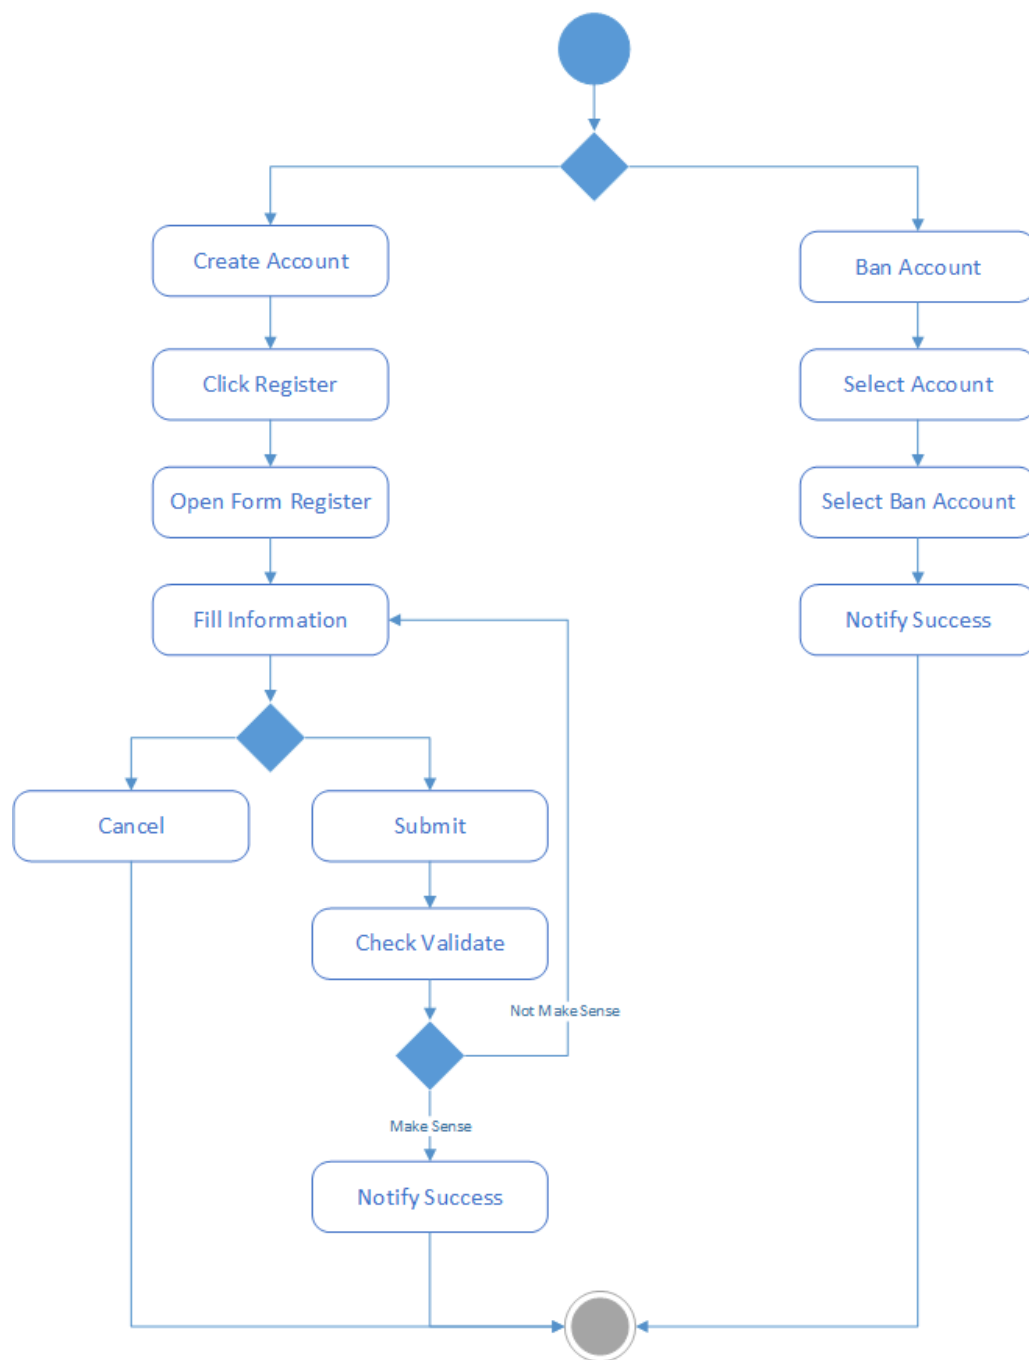 Create Account
Ban Account
Click Register
Select Account
Open Form Register
Select Ban Account
Fill Information
Notify Success
Cancel
Submit
Check Validate
Not Make Sense
Make Sense
Notify Success